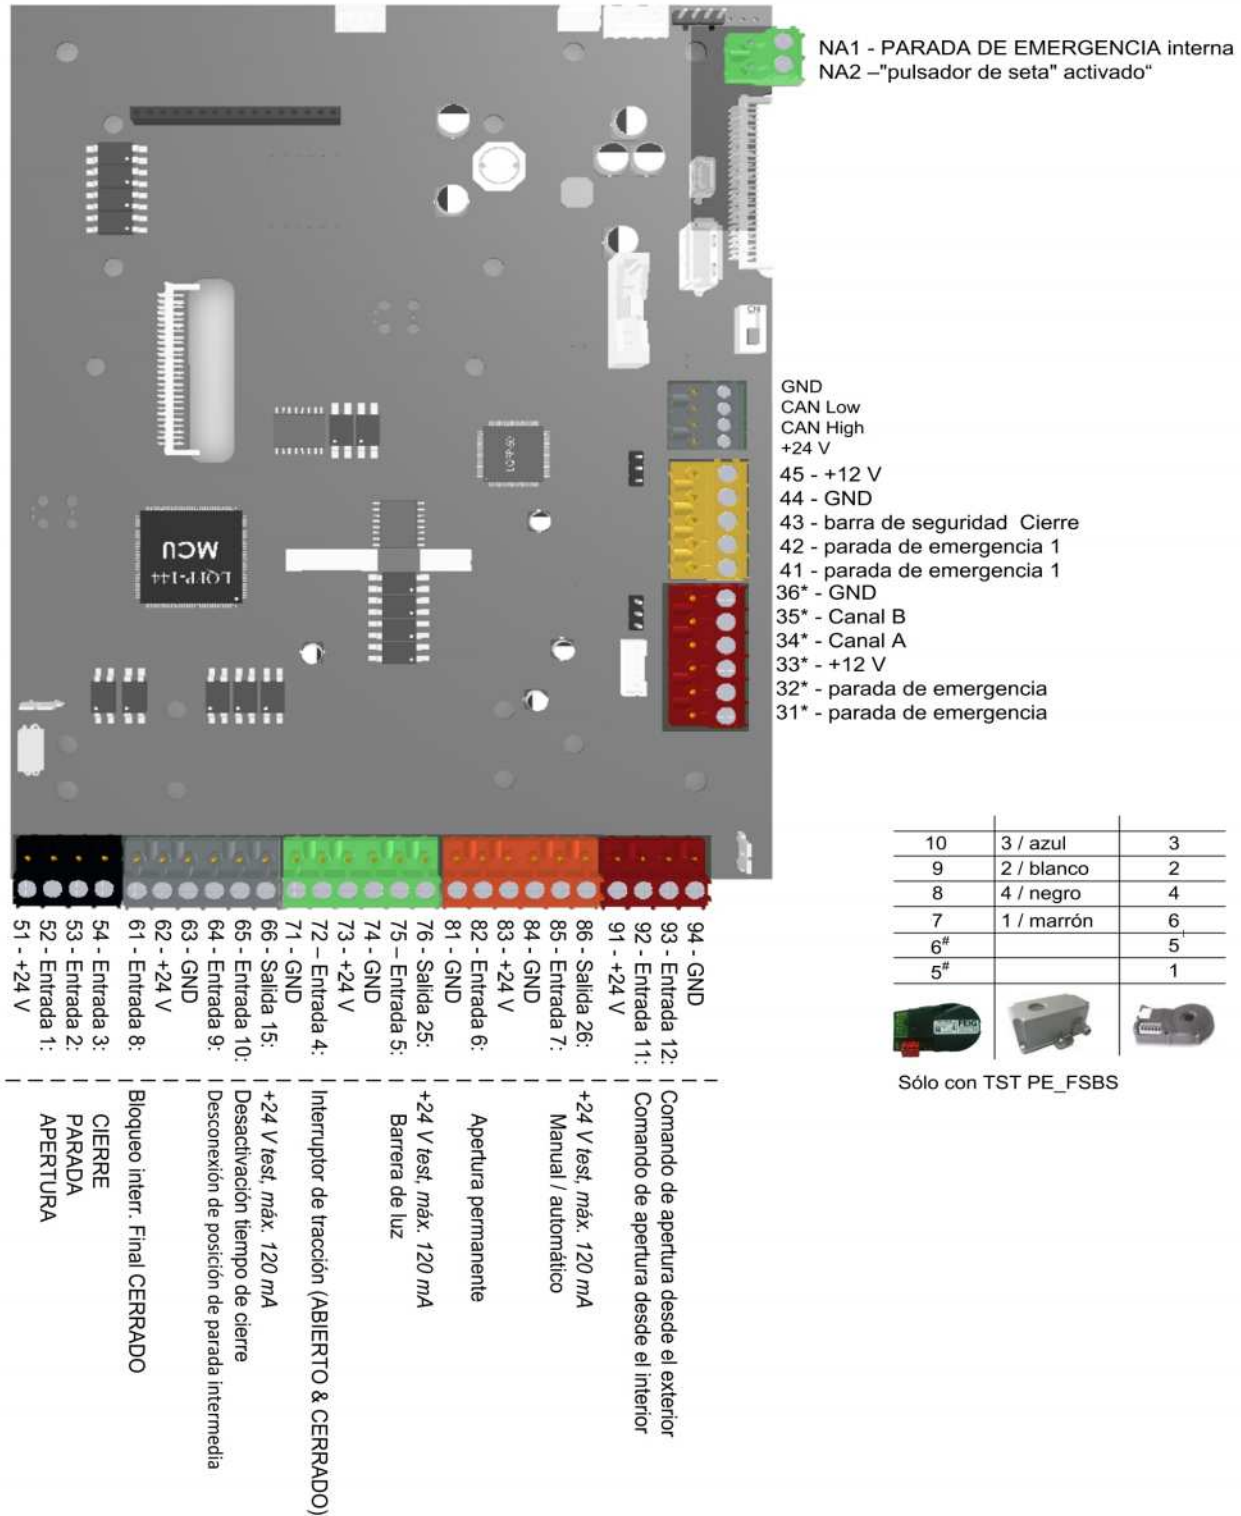 NA1 - PARADA DE EMERGENCIA interna
NA2 –"pulsador de seta" activado“
CN
GND
CAN Low
CAN High
+24 V
45 - +12 V
44 - GND
43 - barra de seguridad Cierre
42 - parada de emergencia 1
41 - parada de emergencia 1
36* - GND
35* - Canal B
34* - Canal A
33* - +12 V
32* - parada de emergencia
31* - parada de emergencia
LQFP-80
MCU
LQFP-144
10 3 / azul 3
9 2 / blanco 2
8 4 / negro 4
7 1 / marrón 6
6# 5
5# 1
Sólo con TST PE_FSBS
51 - +24 V
52 - Entrada 1: APERTURA
53 - Entrada 2: PARADA
54 - Entrada 3: CIERRE
61 - Entrada 8: Bloqueo interr. Final CERRADO
62 - +24 V
63 - GND
64 - Entrada 9: Desconexión de posición de parada intermedia
65 - Entrada 10: Desactivación tiempo de cierre
66 - Salida 15: +24 V test, máx. 120 mA
71 - GND
72 – Entrada 4: Interruptor de tracción (ABIERTO & CERRADO)
73 - +24 V
74 - GND
75 – Entrada 5: Barrera de luz
76 - Salida 25: +24 V test, máx. 120 mA
81 - GND
82 - Entrada 6: Apertura permanente
83 - +24 V
84 - GND
85 - Entrada 7: Manual / automático
86 - Salida 26: +24 V test, máx. 120 mA
91 - +24 V
92 - Entrada 11: Comando de apertura desde el interior
93 - Entrada 12: Comando de apertura desde el exterior
94 - GND